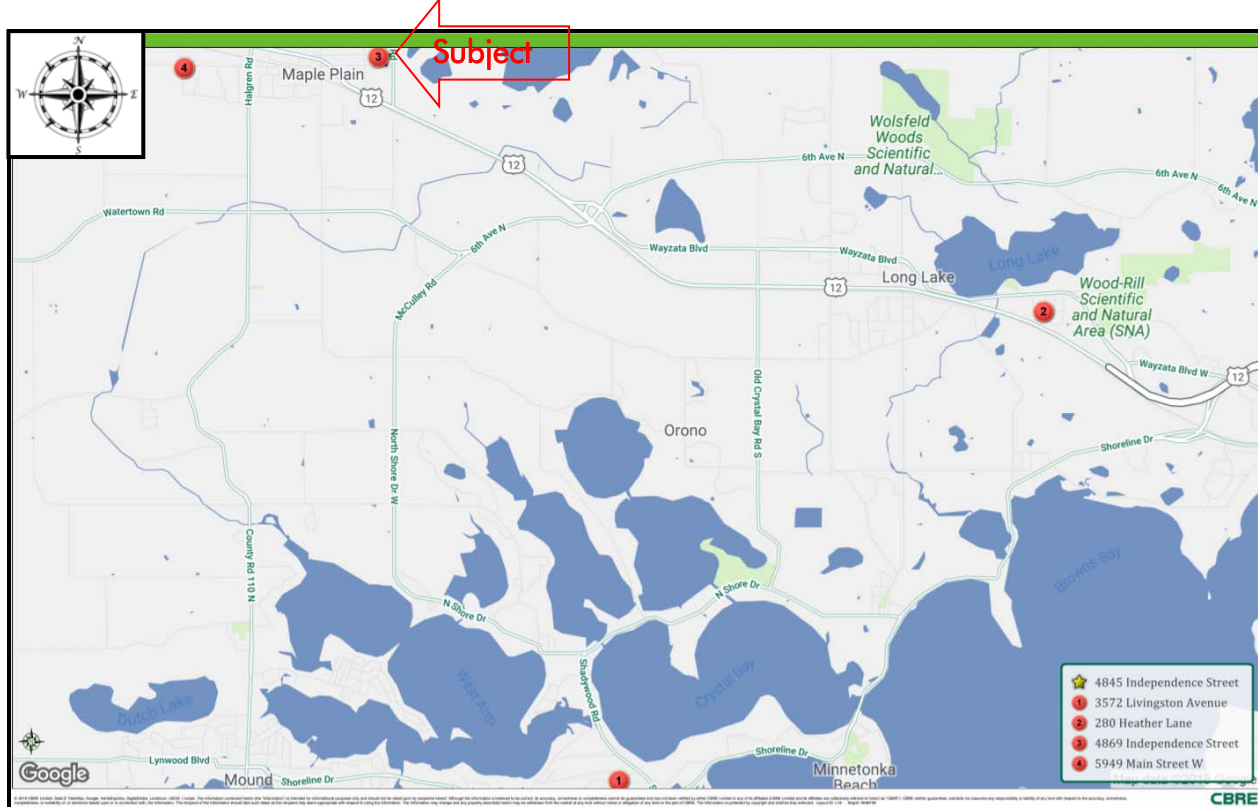 Subject
N
W
E
S
4
3
Rd
Halgren Rd
Maple Plain
12
12
Wolsfeld
Woods
Scientific
and Natural...
6th Ave N
6th Ave N
6th Ave N
Watertown Rd
6th Ave N
Wayzata Blvd
Wayzata Blvd
Long Lake
Long Lake
12
McCulley Rd
Wood-Rill
Scientific
and Natural
Area (SNA)
2
Wayzata Blvd W
12
Old Crystal Bay Rd S
Orono
North Shore Dr W
Shoreline Dr
County Rd 110 N
Browns Bay
N Shore Dr
N Shore Dr
Shadywood Rd
West Arm
Crystal Bay
Dutch Lake
4845 Independence Street
1 3572 Livingston Avenue
2 280 Heather Lane
3 4869 Independence Street
4 5949 Main Street W
Lynwood Blvd
Shoreline Dr
Minnetonka
Beach
Google
Mound
Shoreline Dr
1
CBRE